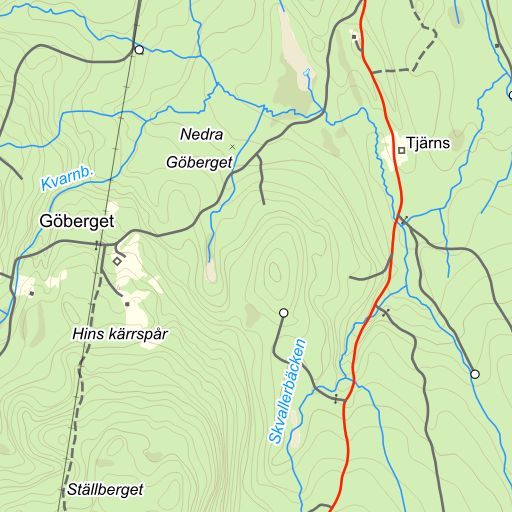 Nedra
Göberget
Tjärns
Kvarnb.
Göberget
Hins kärrspår
Skvallerbäcken
Ställberget